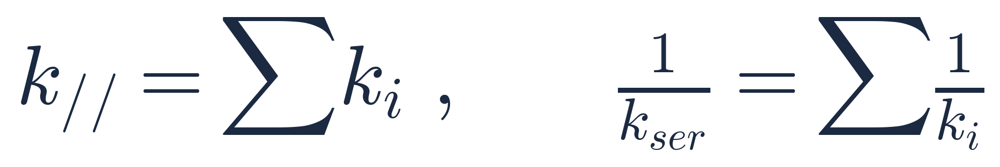 k_{//} = \sum k_i , \frac{1}{k_{ser}} = \sum \frac{1}{k_i}